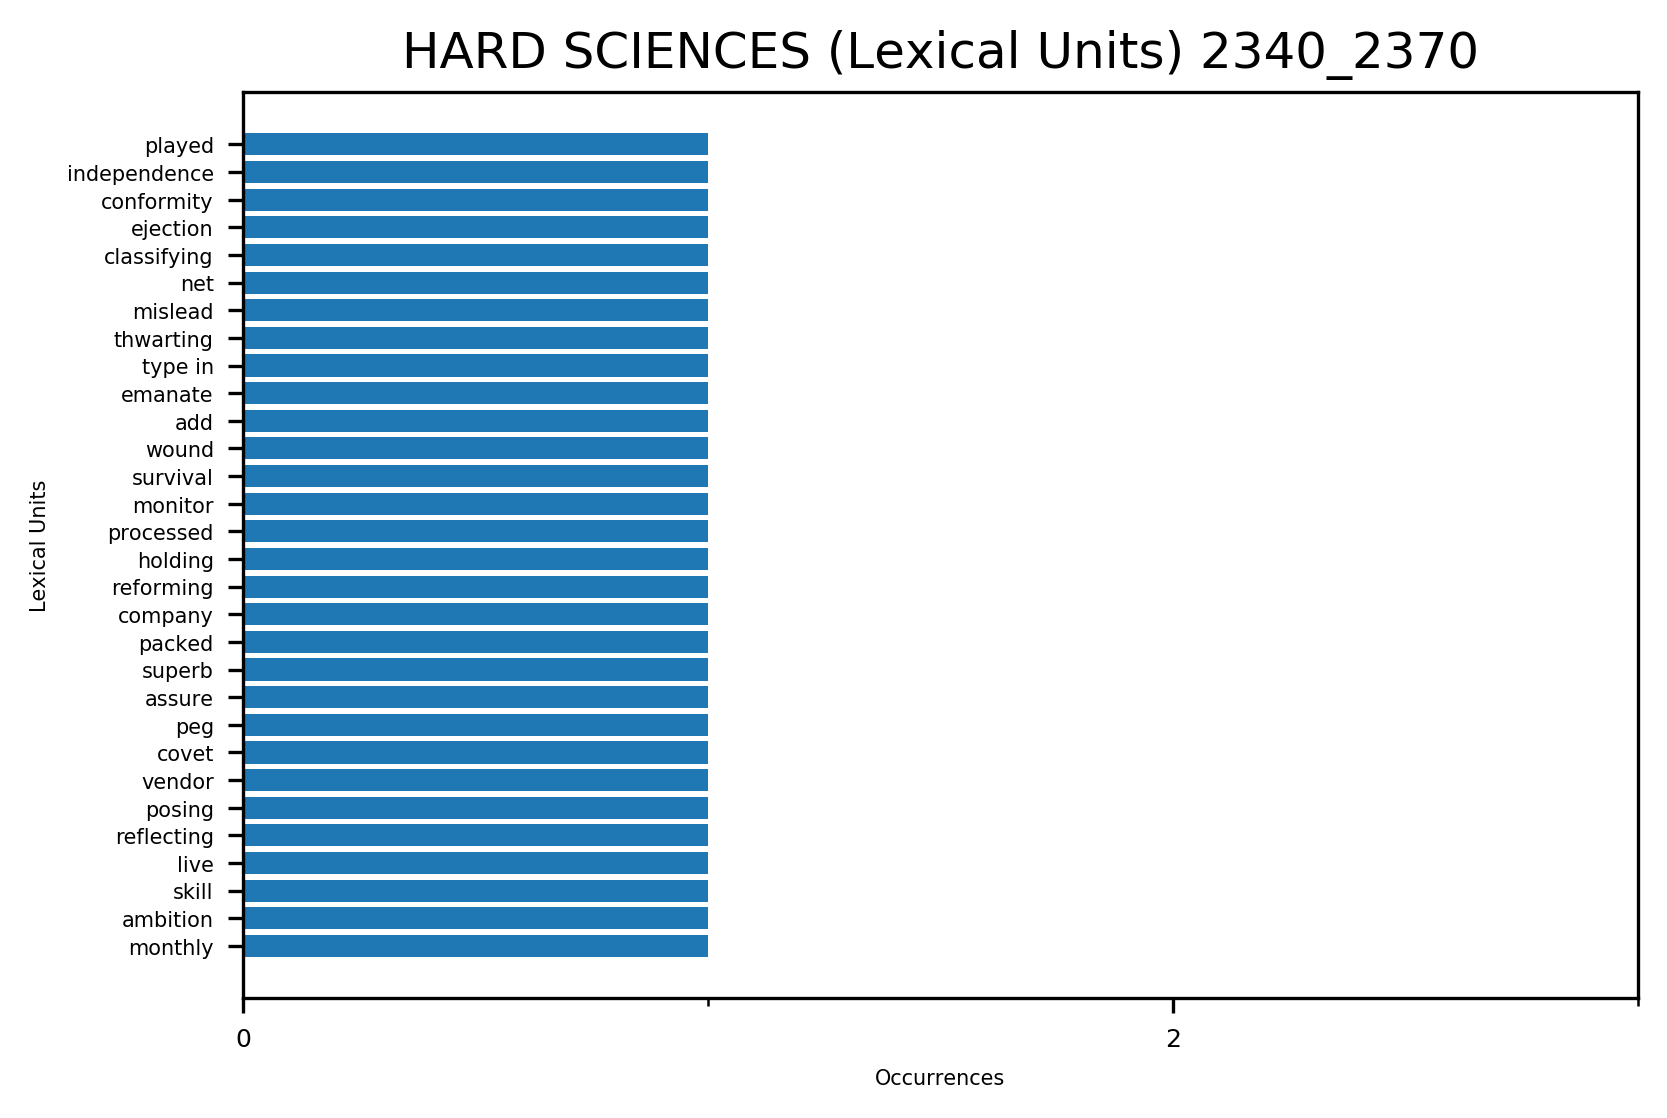 HARD SCIENCES (Lexical Units) 2340_2370
played
independence
conformity
ejection
classifying
net
mislead
thwarting
type in
emanate
add
wound
survival
monitor
processed
holding
reforming
company
packed
superb
assure
peg
covet
vendor
posing
reflecting
live
skill
ambition
monthly
Lexical Units
0
2
Occurrences